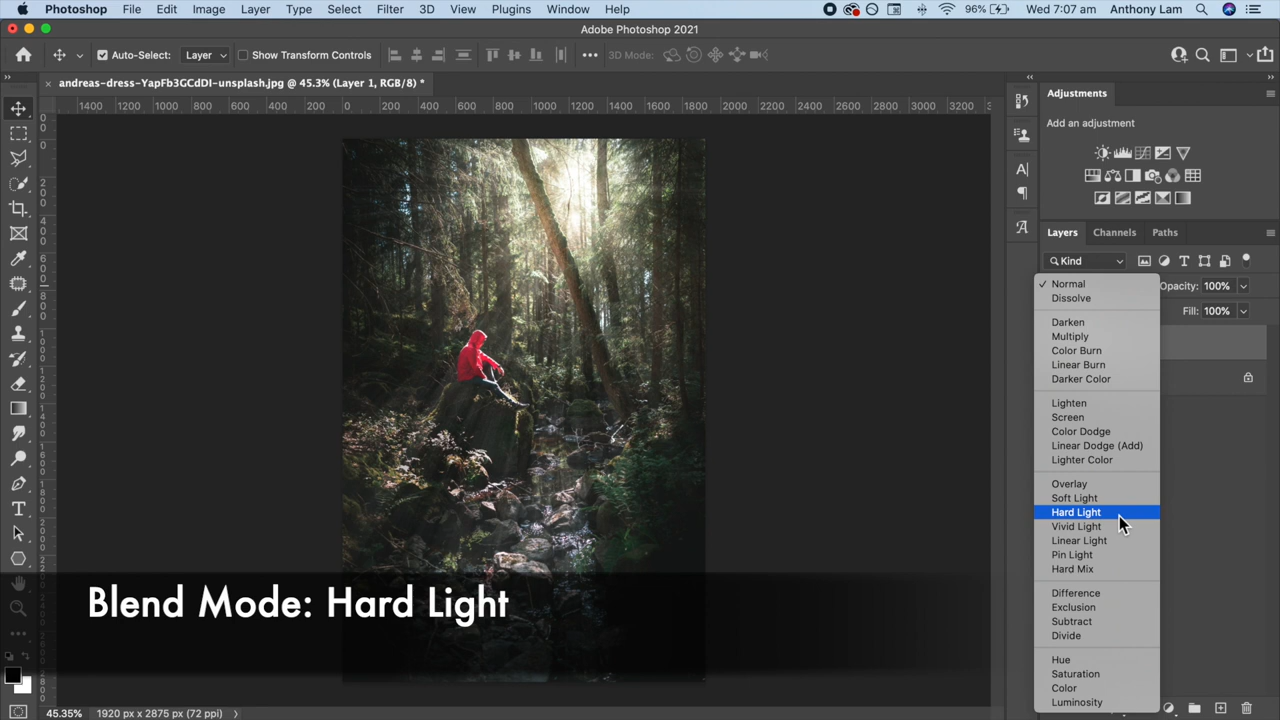 Photoshop File Edit Image Layer Type Select Filter 3D View Plugins Window Help 96% Wed 7:07 am Anthony Lam
Adobe Photoshop 2021
Auto-Select: Layer Show Transform Controls 3D Mode:
× andreas-dress-YapFb3GCdDI-unsplash.jpg @ 45.3% (Layer 1, RGB/8) *
1400 1200 1000 800 600 400 200 0 200 400 600 800 1000 1200 1400 1600 1800 2000 2200 2400 2600 2800 3000 3200
Adjustments
Add an adjustment
Layers Channels Paths
Kind
Normal
Opacity: 100%
Dissolve
Fill: 100%
Darken
Multiply
Color Burn
Linear Burn
Darker Color
Lighten
Screen
Color Dodge
Linear Dodge (Add)
Lighter Color
Overlay
Soft Light
Hard Light
Vivid Light
Linear Light
Pin Light
Hard Mix
Difference
Exclusion
Subtract
Divide
Hue
Saturation
Color
Luminosity
Blend Mode: Hard Light
45.35% 1920 px x 2875 px (72 ppi)